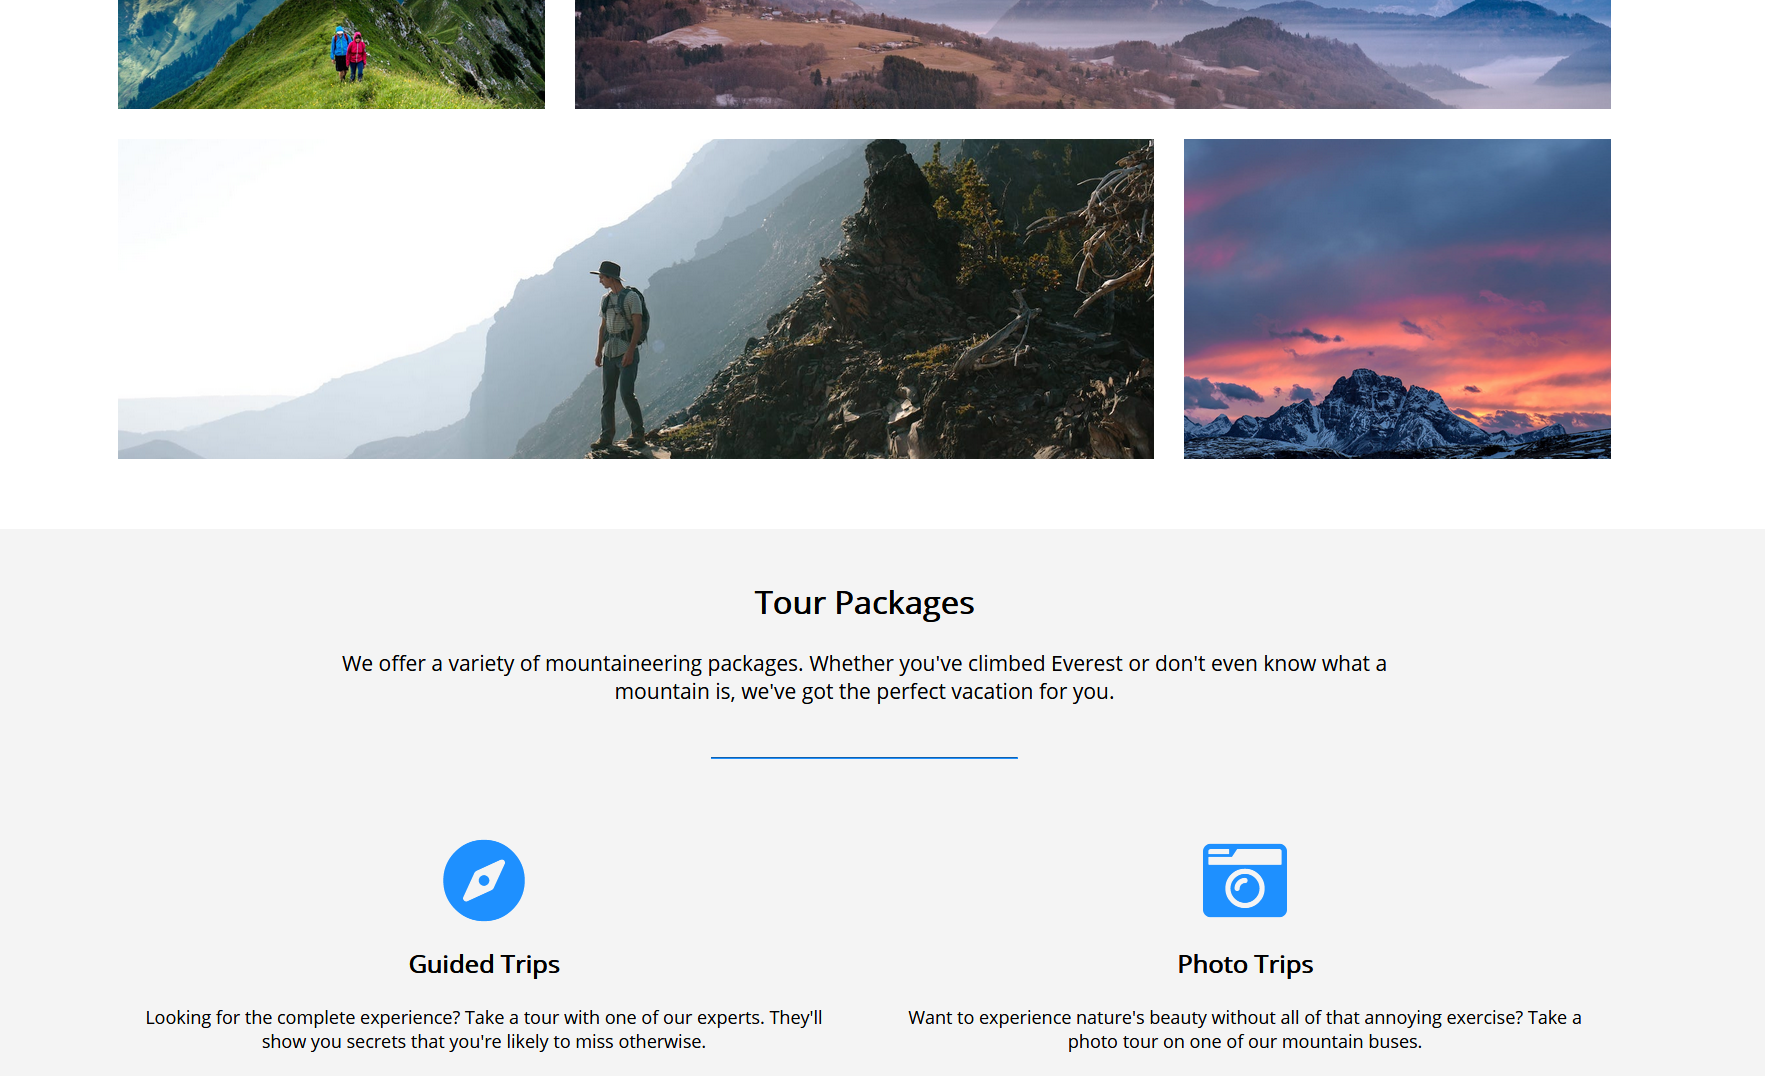 Tour Packages
We offer a variety of mountaineering packages. Whether you've climbed Everest or don't even know what a
mountain is, we've got the perfect vacation for you.
Guided Trips
Looking for the complete experience? Take a tour with one of our experts. They'll
show you secrets that you're likely to miss otherwise.
Photo Trips
Want to experience nature's beauty without all of that annoying exercise? Take a
photo tour on one of our mountain buses.